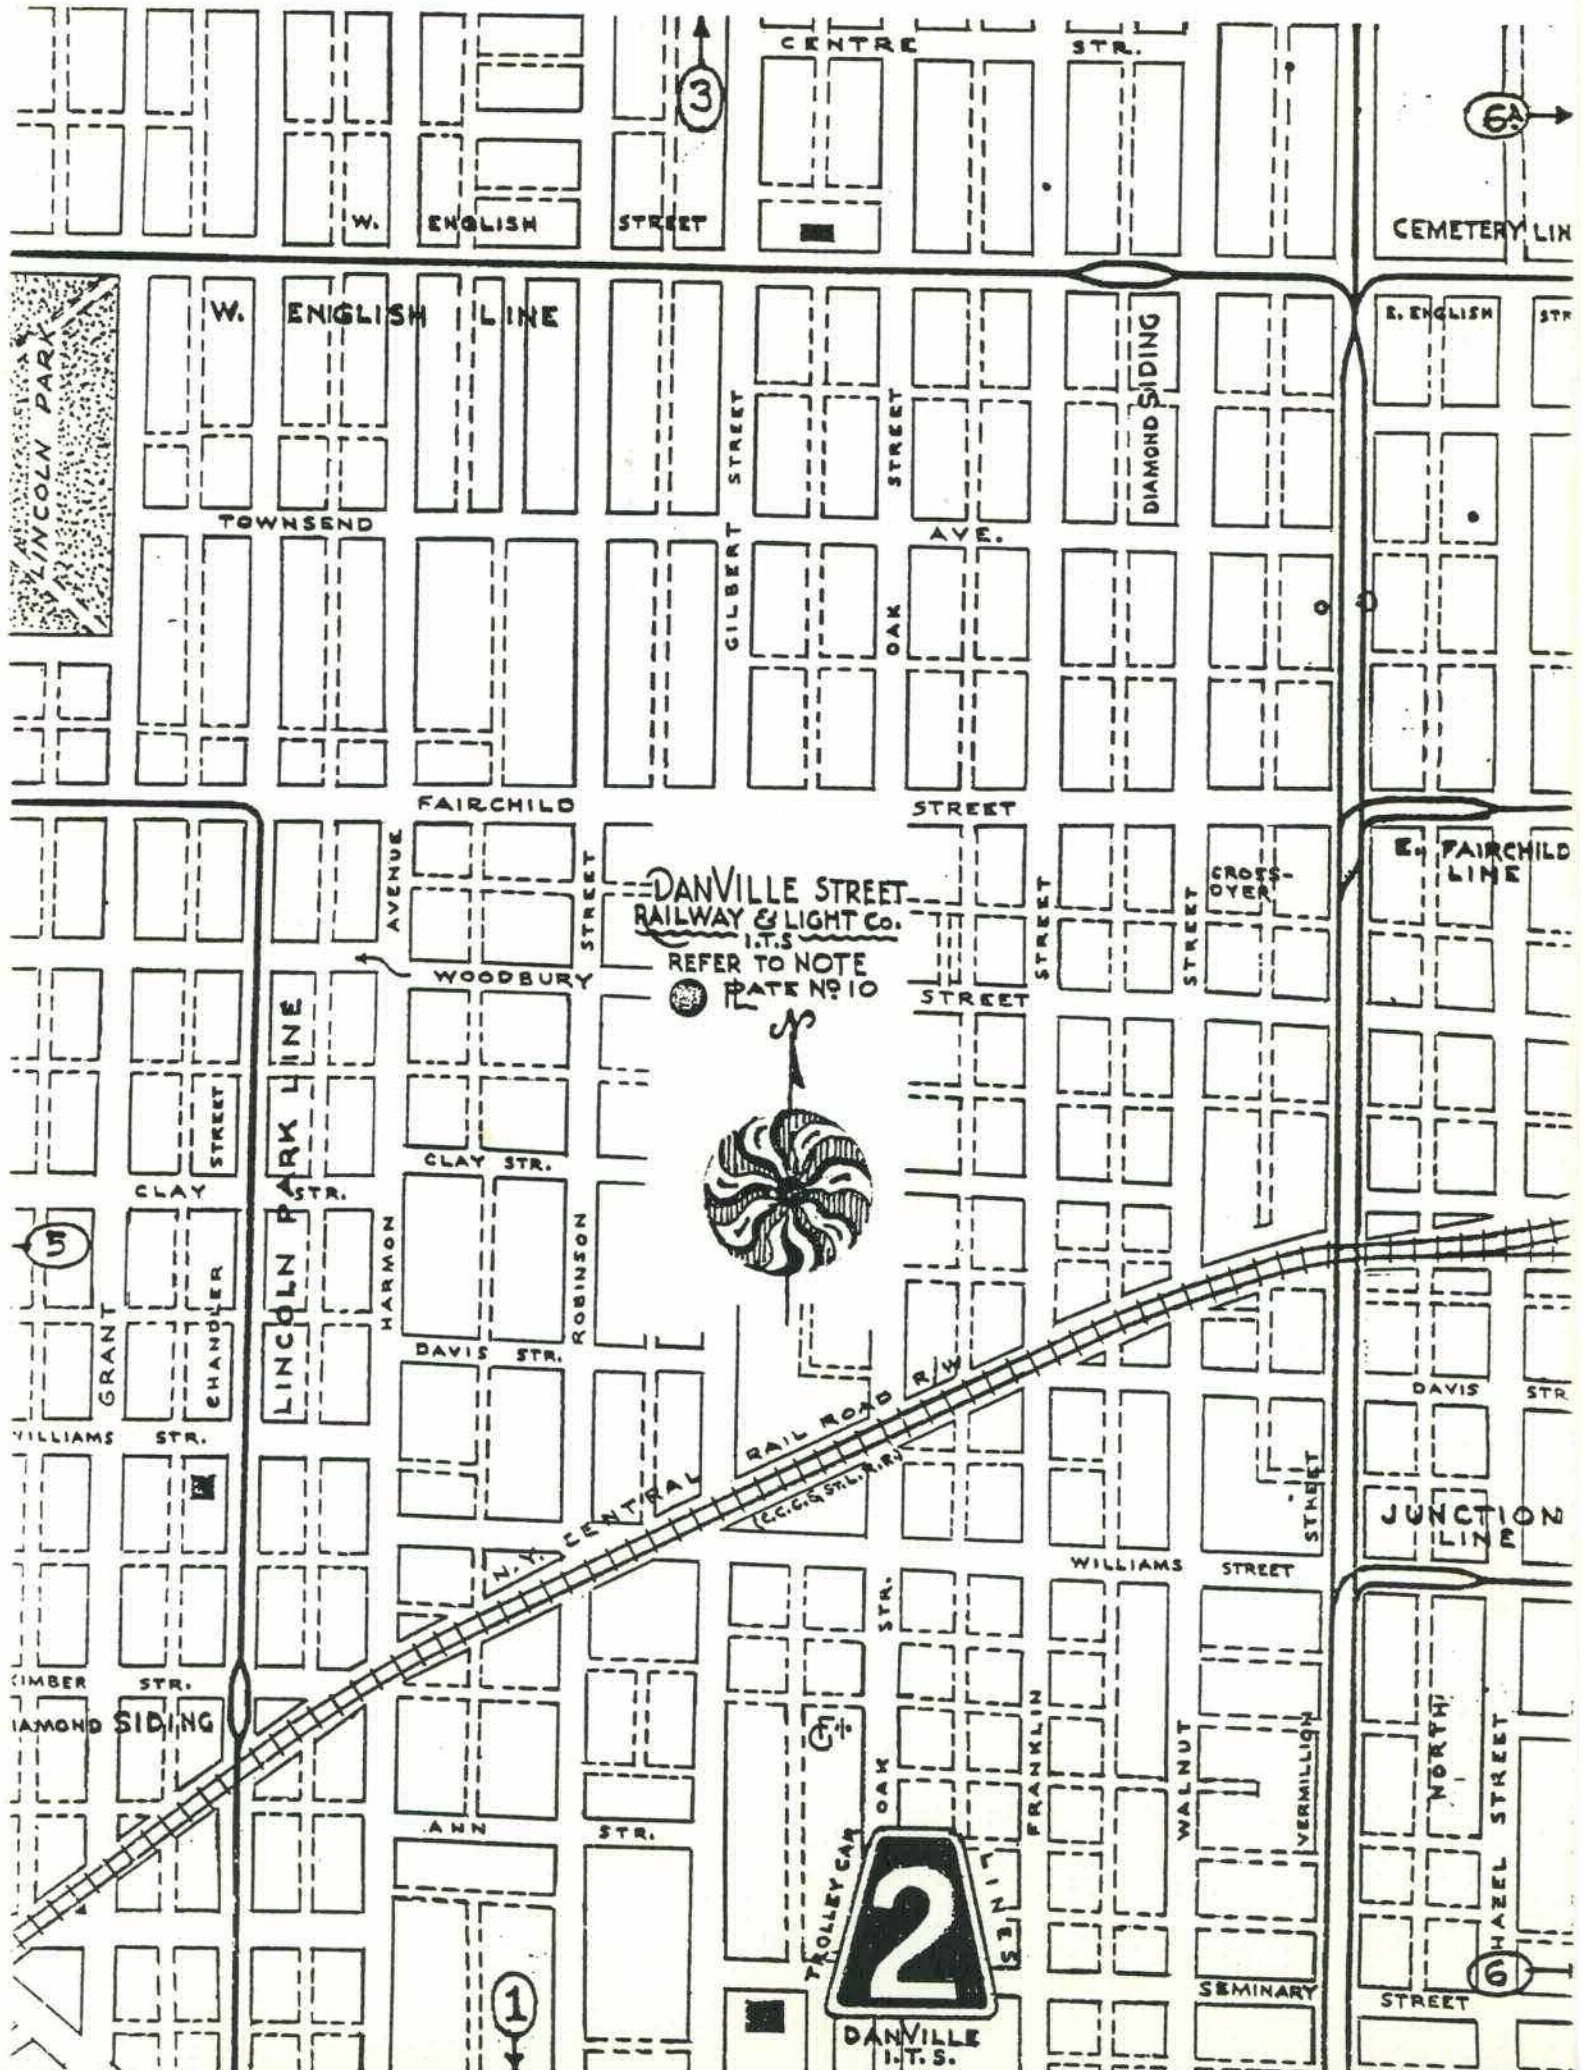 CENTRE STR.
3
6A
W. ENGLISH STREET
CEMETERY LIN
W. ENGLISH LINE
E. ENGLISH STR
LINCOLN PARK
DIAMOND SIDING
GILBERT STREET
OAK STREET
TOWNSEND AVE.
FAIRCHILD STREET
E. FAIRCHILD
LINE
CROSS-
OVER
AVENUE
STREET
STREET
STREET
DANVILLE STREET
RAILWAY & LIGHT CO.
I.T.S
REFER TO NOTE
PLATE Nº 10
N
WOODBURY STREET
LINCOLN PARK LINE
STREET
CLAY STR.
CLAY STR.
5
GRANT
CHANDLER
HARMON
ROBINSON
DAVIS STR.
DAVIS STR
WILLIAMS STR.
N.Y. CENTRAL RAIL ROAD R/W
(C.C.C. & ST. L. R.R.)
STREET
JUNCTION
LINE
WILLIAMS STREET
KIMBER STR.
IAMOND SIDING
OAK STR.
FRANKLIN
WALNUT
VERMILLION
NORTH
HAZEL STREET
ANN STR.
TROLLEY CAR
LINES
2
DANVILLE
I.T.S.
1
6
SEMINARY STREET